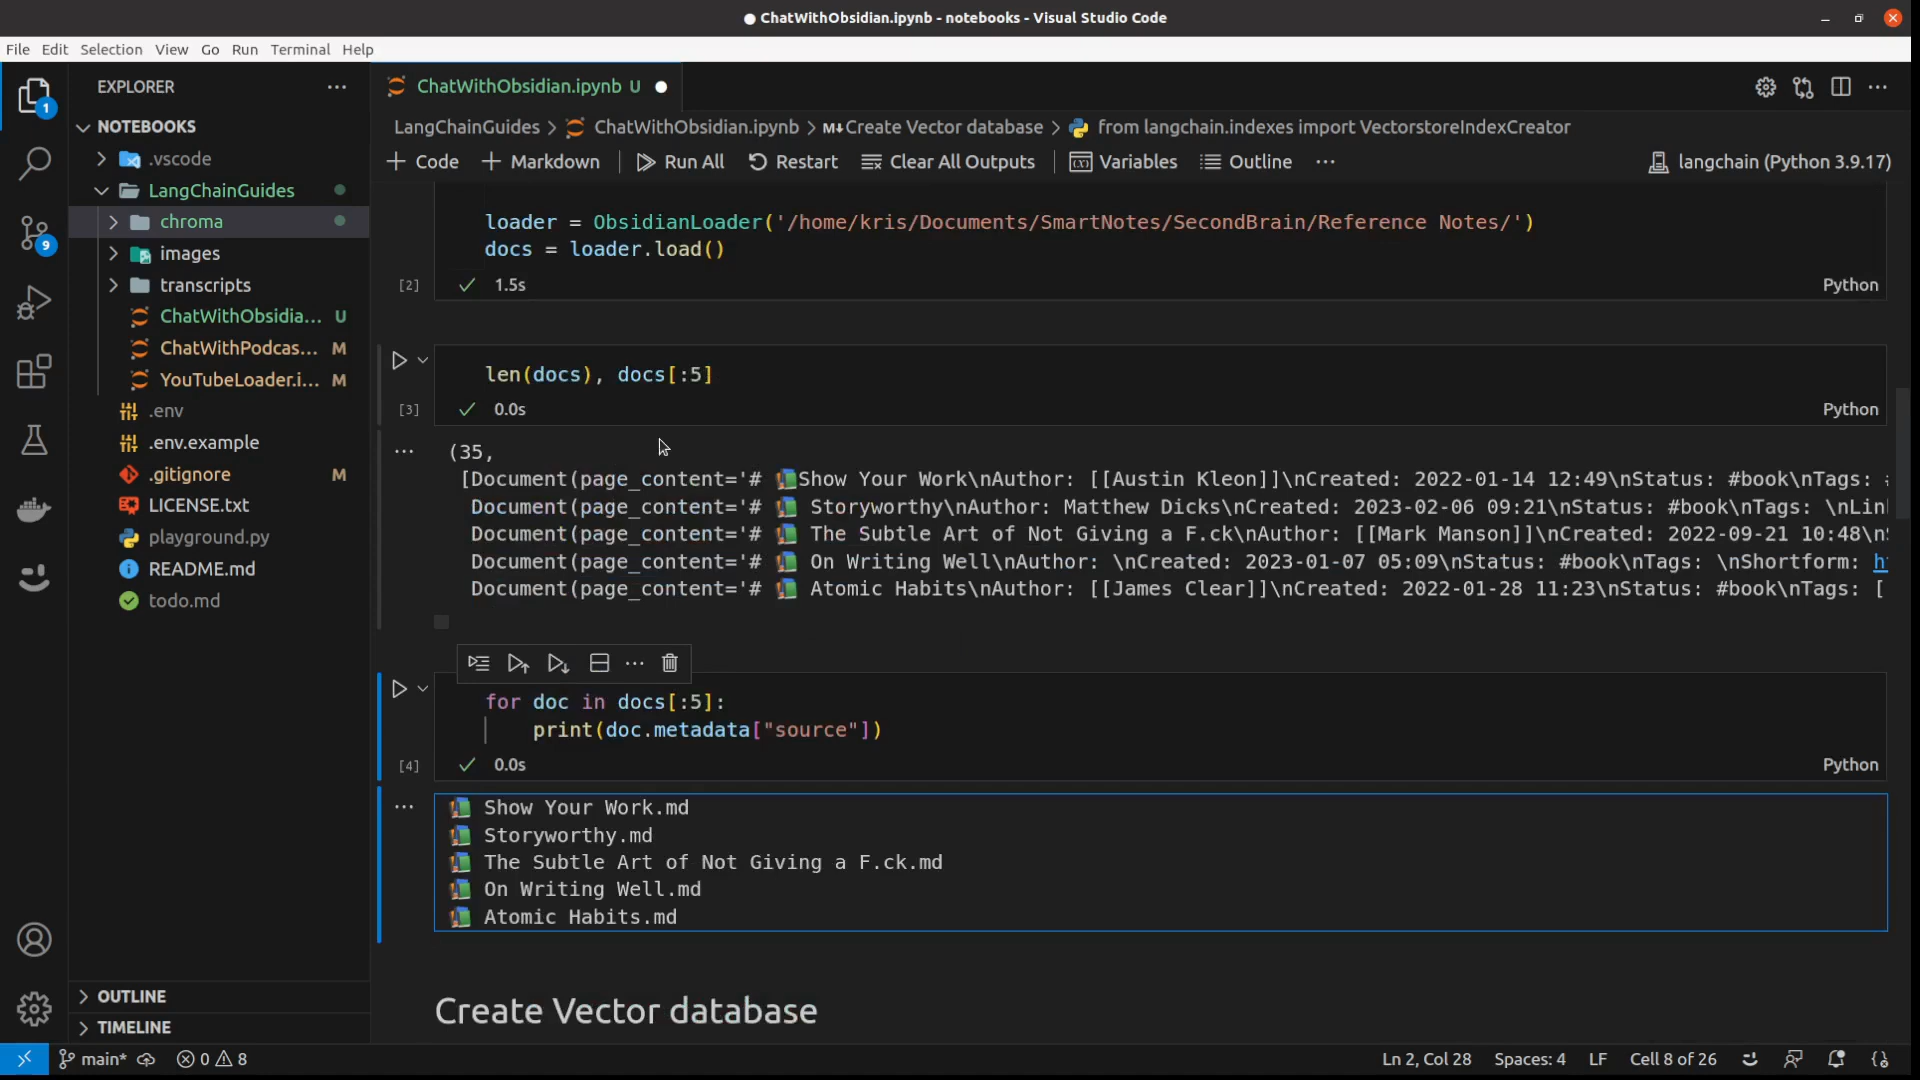 ChatWithObsidian.ipynb - notebooks - Visual Studio Code
File Edit Selection View Go Run Terminal Help
EXPLORER
1
9
NOTEBOOKS
.vscode
LangChainGuides
chroma
images
transcripts
ChatWithObsidia... U
ChatWithPodcas... M
YouTubeLoader.i... M
.env
.env.example
.gitignore M
LICENSE.txt
playground.py
README.md
todo.md
OUTLINE
TIMELINE
ChatWithObsidian.ipynb U
LangChainGuides > ChatWithObsidian.ipynb > M↓Create Vector database > from langchain.indexes import VectorstoreIndexCreator
+ Code + Markdown Run All Restart Clear All Outputs Variables Outline ... langchain (Python 3.9.17)
loader = ObsidianLoader('/home/kris/Documents/SmartNotes/SecondBrain/Reference Notes/')
docs = loader.load()
[2] ✓ 1.5s Python
len(docs), docs[:5]
[3] ✓ 0.0s Python
(35,
[Document(page_content='# 📚Show Your Work\nAuthor: [[Austin Kleon]]\nCreated: 2022-01-14 12:49\nStatus: #book\nTags: #
Document(page_content='# 📚 Storyworthy\nAuthor: Matthew Dicks\nCreated: 2023-02-06 09:21\nStatus: #book\nTags: \nLin
Document(page_content='# 📚 The Subtle Art of Not Giving a F.ck\nAuthor: [[Mark Manson]]\nCreated: 2022-09-21 10:48\nS
Document(page_content='# 📚 On Writing Well\nAuthor: \nCreated: 2023-01-07 05:09\nStatus: #book\nTags: \nShortform: ht
Document(page_content='# 📚 Atomic Habits\nAuthor: [[James Clear]]\nCreated: 2022-01-28 11:23\nStatus: #book\nTags: [
for doc in docs[:5]:
print(doc.metadata["source"])
[4] ✓ 0.0s Python
📚 Show Your Work.md
📚 Storyworthy.md
📚 The Subtle Art of Not Giving a F.ck.md
📚 On Writing Well.md
📚 Atomic Habits.md
Create Vector database
main* 0 8 Ln 2, Col 28 Spaces: 4 LF Cell 8 of 26